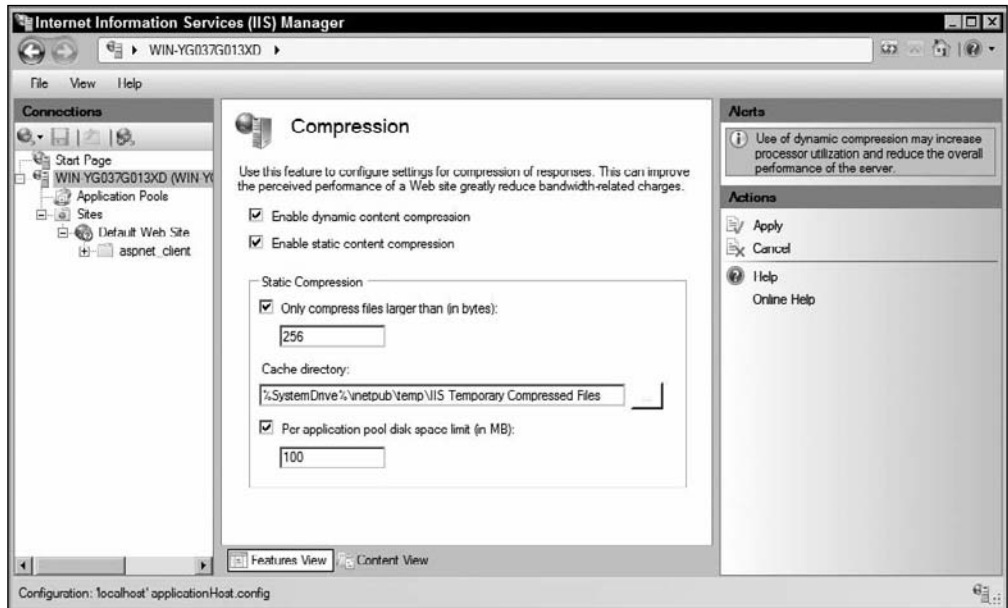 Internet Information Services (IIS) Manager
WIN-YG037G013XD
File View Help
Connections
Start Page
WIN-YG037G013XD (WIN-Y
Application Pools
Sites
Default Web Site
aspnet_client
Compression
Use this feature to configure settings for compression of responses. This can improve
the perceived performance of a Web site greatly reduce bandwidth-related charges.
Enable dynamic content compression
Enable static content compression
Static Compression
Only compress files larger than (in bytes):
256
Cache directory:
%SystemDrive%\inetpub\temp\IIS Temporary Compressed Files
...
Per application pool disk space limit (in MB):
100
Features View
Content View
Alerts
Use of dynamic compression may increase
processor utilization and reduce the overall
performance of the server.
Actions
Apply
Cancel
Help
Online Help
Configuration: 'localhost' applicationHost.config